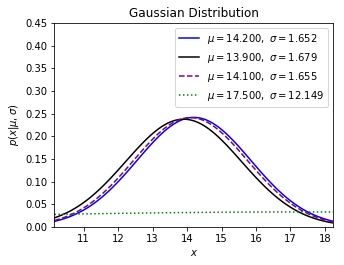 Gaussian Distribution
p(x|μ, σ)
0.45
0.40
0.35
0.30
0.25
0.20
0.15
0.10
0.05
0.00
μ = 14.200, σ = 1.652
μ = 13.900, σ = 1.679
μ = 14.100, σ = 1.655
μ = 17.500, σ = 12.149
11 12 13 14 15 16 17 18
x